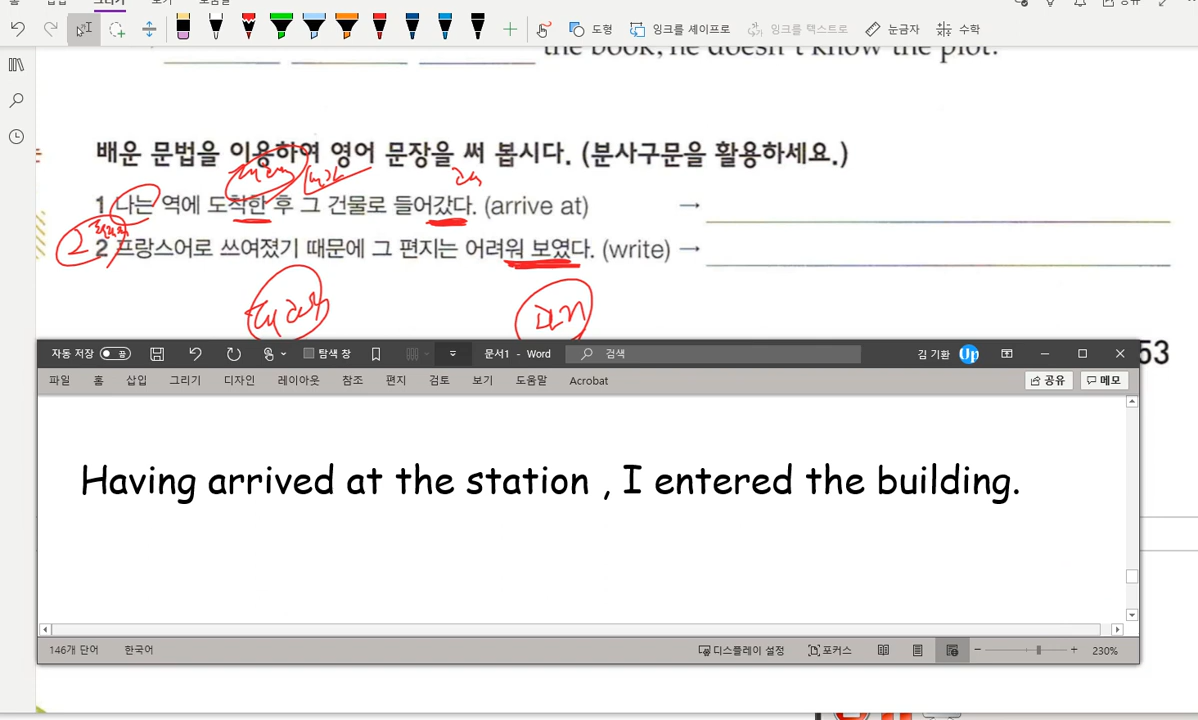 도형
잉크를 셰이프로
잉크를 텍스트로
눈금자
수학
the book, he doesn't know the plot.
배운 문법을 이용하여 영어 문장을 써 봅시다. (분사구문을 활용하세요.)
1 나는 역에 도착한 후 그 건물로 들어갔다. (arrive at) →
2 프랑스어로 쓰여졌기 때문에 그 편지는 어려워 보였다. (write) →
2
53
자동 저장 끔 탐색 창 문서1 - Word 검색 김 기환 Up
파일 홈 삽입 그리기 디자인 레이아웃 참조 편지 검토 보기 도움말 Acrobat 공유 메모
Having arrived at the station , I entered the building.
146개 단어 한국어 디스플레이 설정 포커스 230%